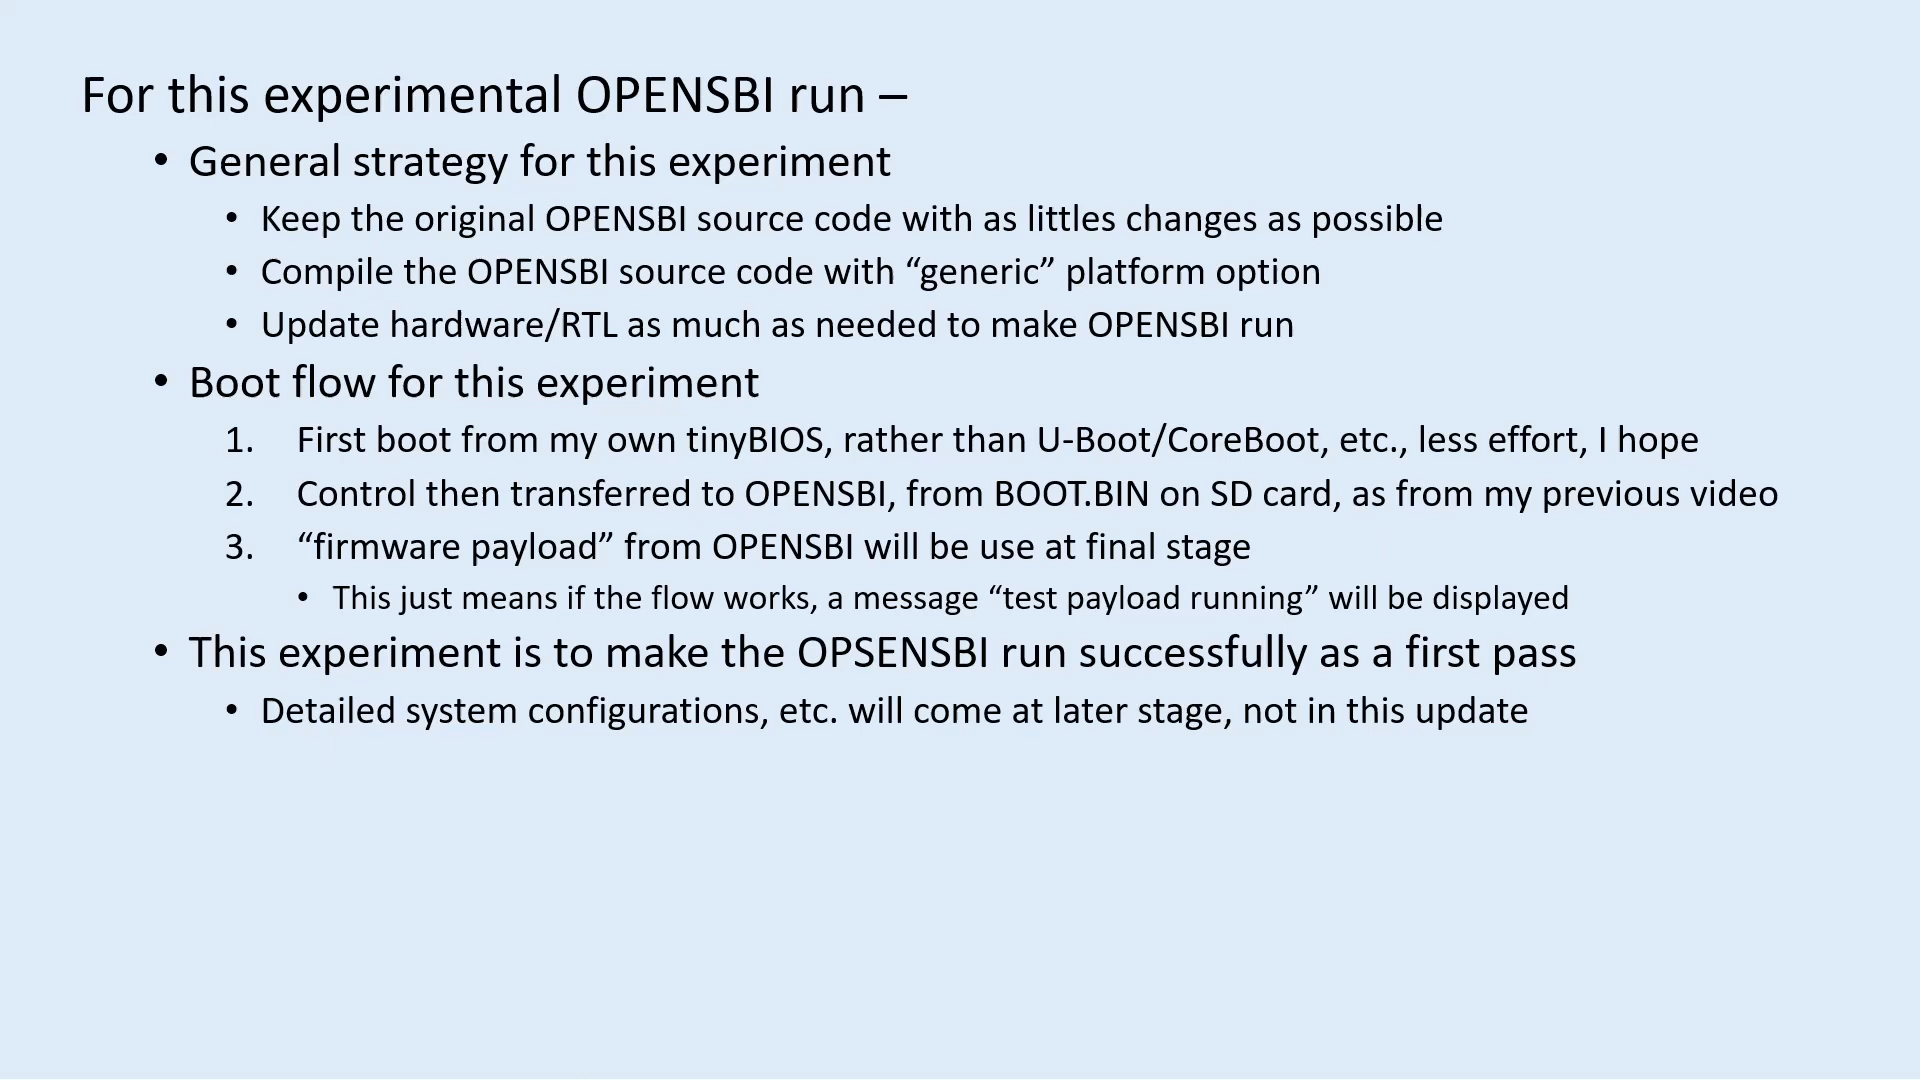 For this experimental OPENSBI run –
• General strategy for this experiment
• Keep the original OPENSBI source code with as littles changes as possible
• Compile the OPENSBI source code with “generic” platform option
• Update hardware/RTL as much as needed to make OPENSBI run
• Boot flow for this experiment
1. First boot from my own tinyBIOS, rather than U-Boot/CoreBoot, etc., less effort, I hope
2. Control then transferred to OPENSBI, from BOOT.BIN on SD card, as from my previous video
3. “firmware payload” from OPENSBI will be use at final stage
• This just means if the flow works, a message “test payload running” will be displayed
• This experiment is to make the OPSENSBI run successfully as a first pass
• Detailed system configurations, etc. will come at later stage, not in this update